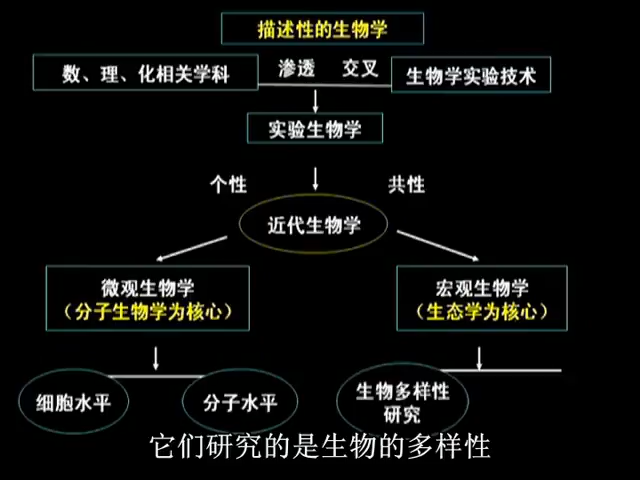 描述性的生物学
数、理、化相关学科
渗透 交叉
生物学实验技术
实验生物学
个性
共性
近代生物学
微观生物学
（分子生物学为核心）
宏观生物学
（生态学为核心）
细胞水平
分子水平
生物多样性
研究
它们研究的是生物的多样性